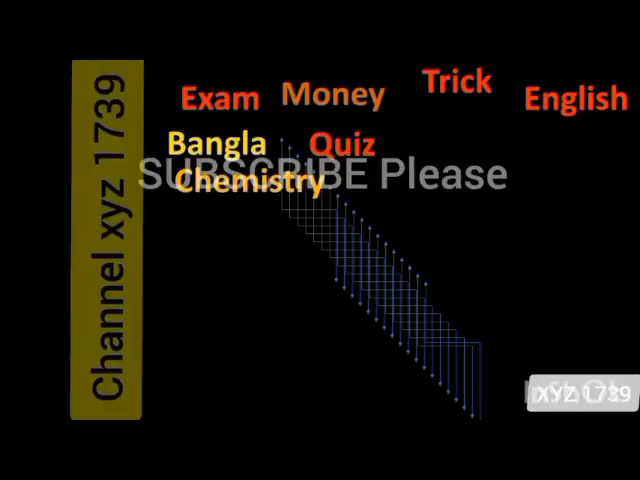 Channel xyz 1739
Exam Money Trick English
Bangla Quiz
SUBSCRIBE Please
Chemistry
XYZ 1739